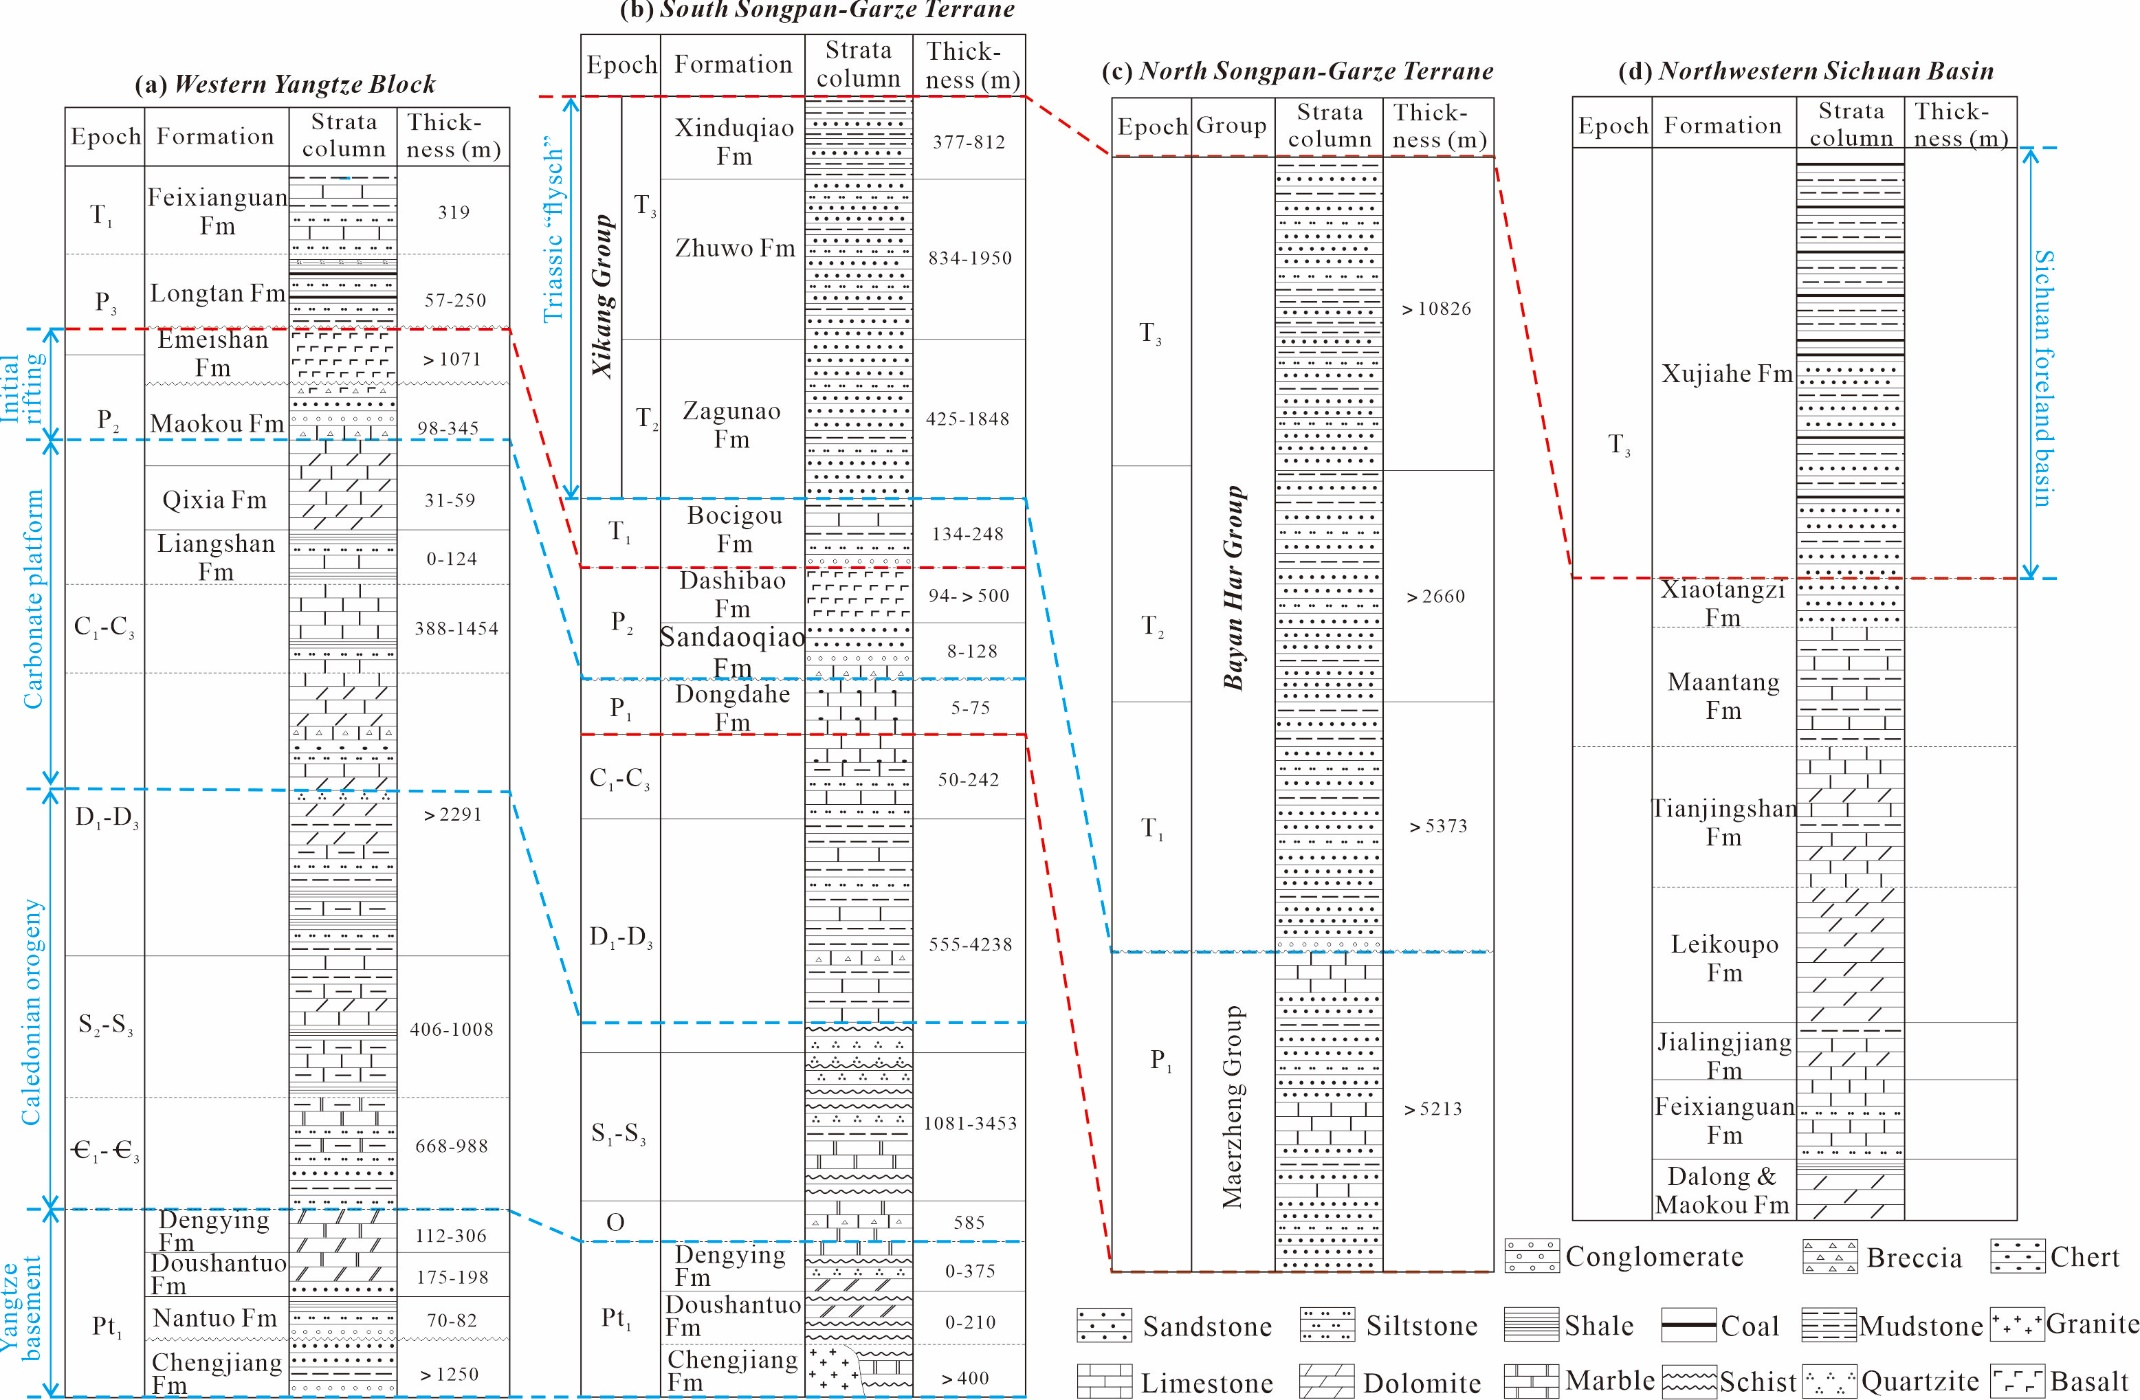 (a) Western Yangtze Block
Epoch
Formation
Strata
column
Thick-
ness (m)
T1
Feixianguan
Fm
319
P3
Longtan Fm
57-250
Emeishan
Fm
>1071
P2
Maokou Fm
98-345
Qixia Fm
31-59
Liangshan
Fm
0-124
C1-C3
388-1454
D1-D3
>2291
S2-S3
406-1008
Є1-Є3
668-988
Pt1
Dengying
Fm
112-306
Doushantuo
Fm
175-198
Nantuo Fm
70-82
Chengjiang
Fm
>1250
Initial
rifting
Carbonate platform
Caledonian orogeny
Yangtze
basement
(b) South Songpan-Garze Terrane
Epoch
Formation
Strata
column
Thick-
ness (m)
Triassic “flysch”
Xikang Group
T3
Xinduqiao
Fm
377-812
Zhuwo Fm
834-1950
T2
Zagunao
Fm
425-1848
T1
Bocigou
Fm
134-248
P2
Dashibao
Fm
94->500
Sandaoqiao
Fm
8-128
P1
Dongdahe
Fm
5-75
C1-C3
50-242
D1-D3
555-4238
S1-S3
1081-3453
O
585
Pt1
Dengying
Fm
0-375
Doushantuo
Fm
0-210
Chengjiang
Fm
>400
(c) North Songpan-Garze Terrane
Epoch
Group
Strata
column
Thick-
ness (m)
T3
>10826
T2
Bayan Har Group
>2660
T1
>5373
P1
Maerzheng Group
>5213
(d) Northwestern Sichuan Basin
Epoch
Formation
Strata
column
Thick-
ness (m)
T3
Xujiahe Fm
Sichuan foreland basin
Xiaotangzi
Fm
Maantang
Fm
Tianjingshan
Fm
Leikoupo
Fm
Jialingjiang
Fm
Feixianguan
Fm
Dalong &
Maokou Fm
Conglomerate
Breccia
Chert
Sandstone
Siltstone
Shale
Coal
Mudstone
Granite
Limestone
Dolomite
Marble
Schist
Quartzite
Basalt